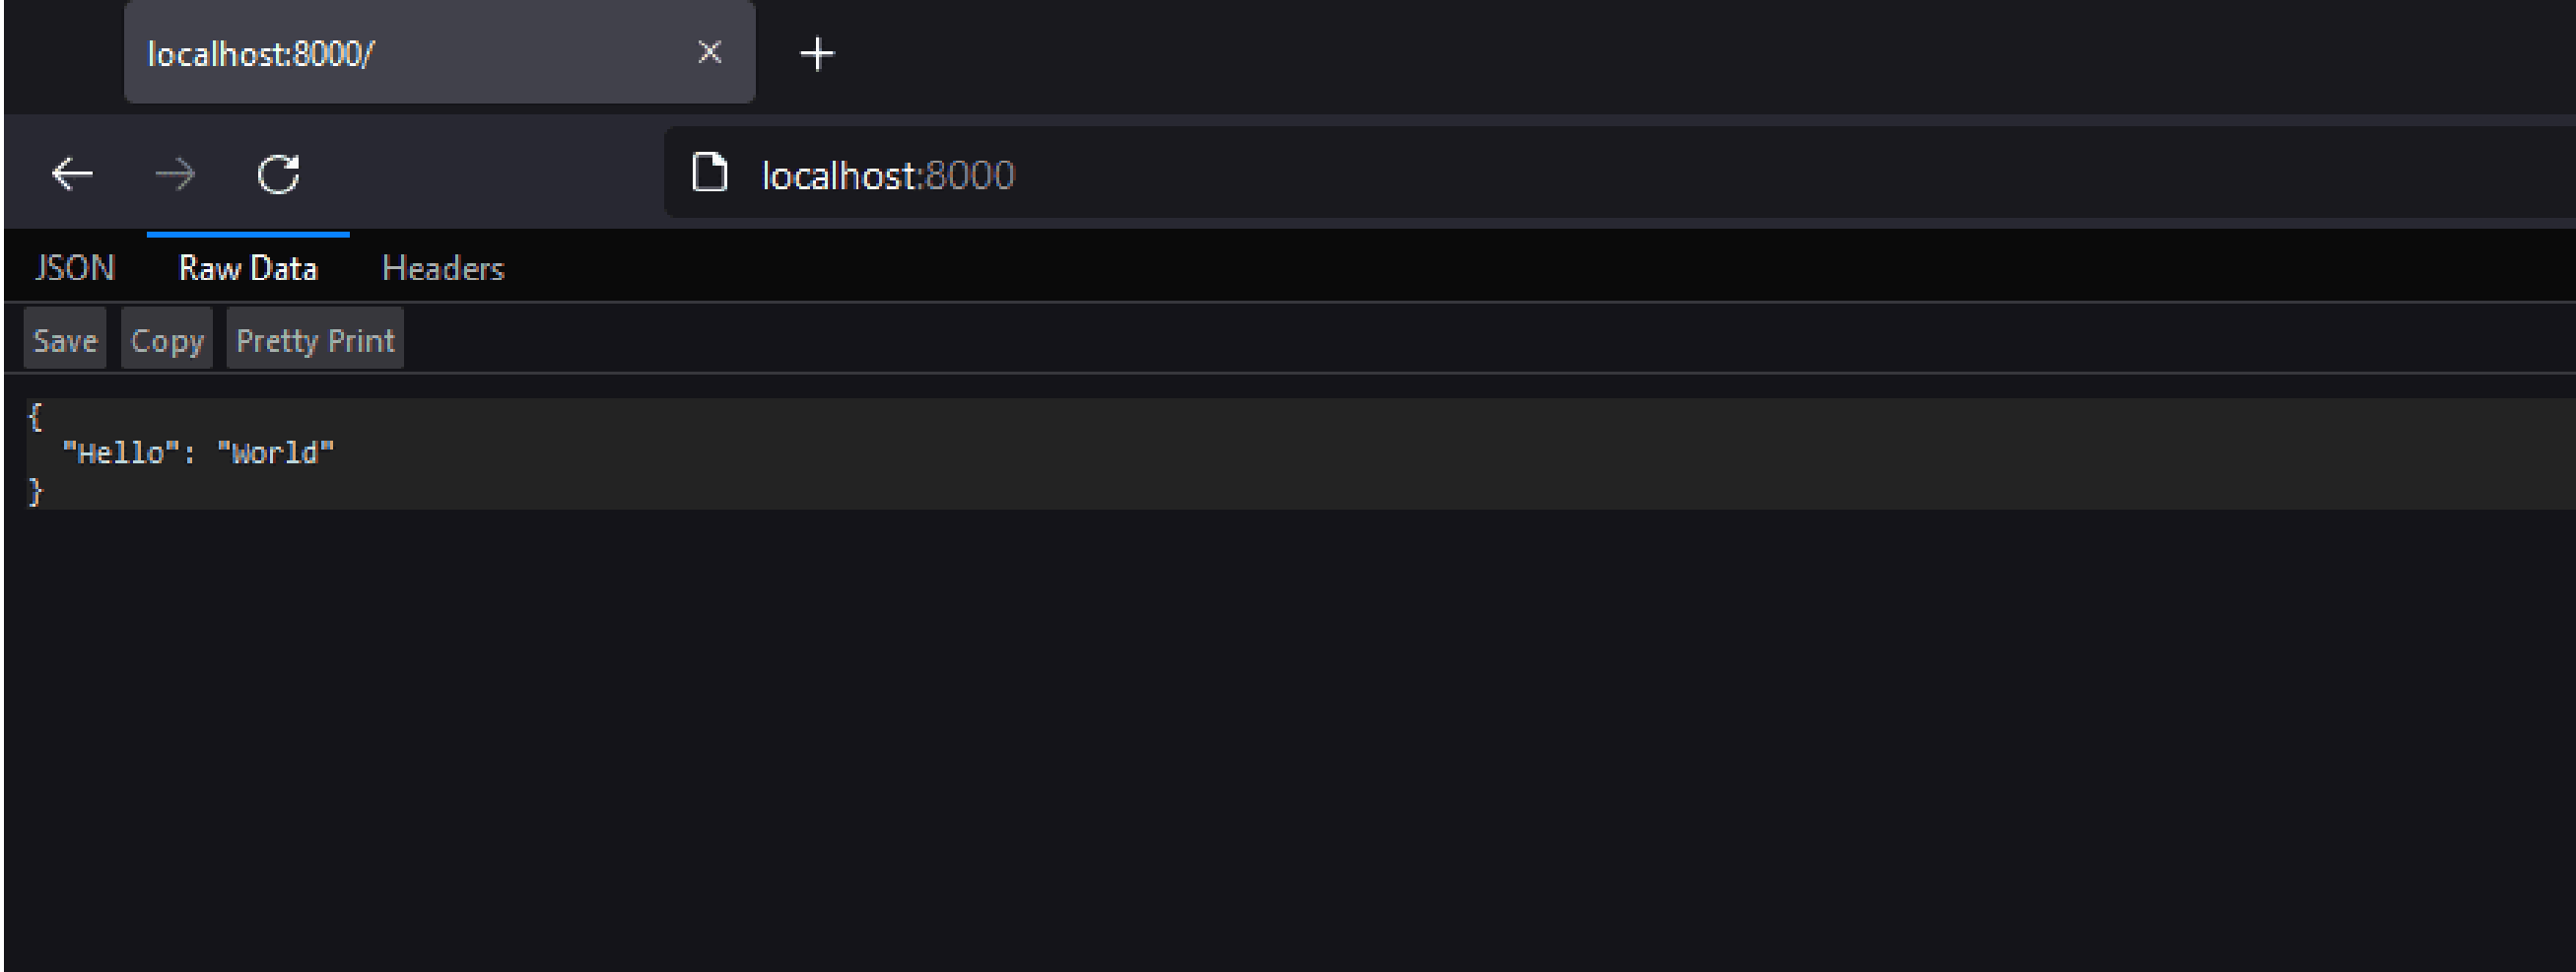 localhost:8000/
localhost:8000
JSON Raw Data Headers
Save Copy Pretty Print
{
  "Hello": "World"
}